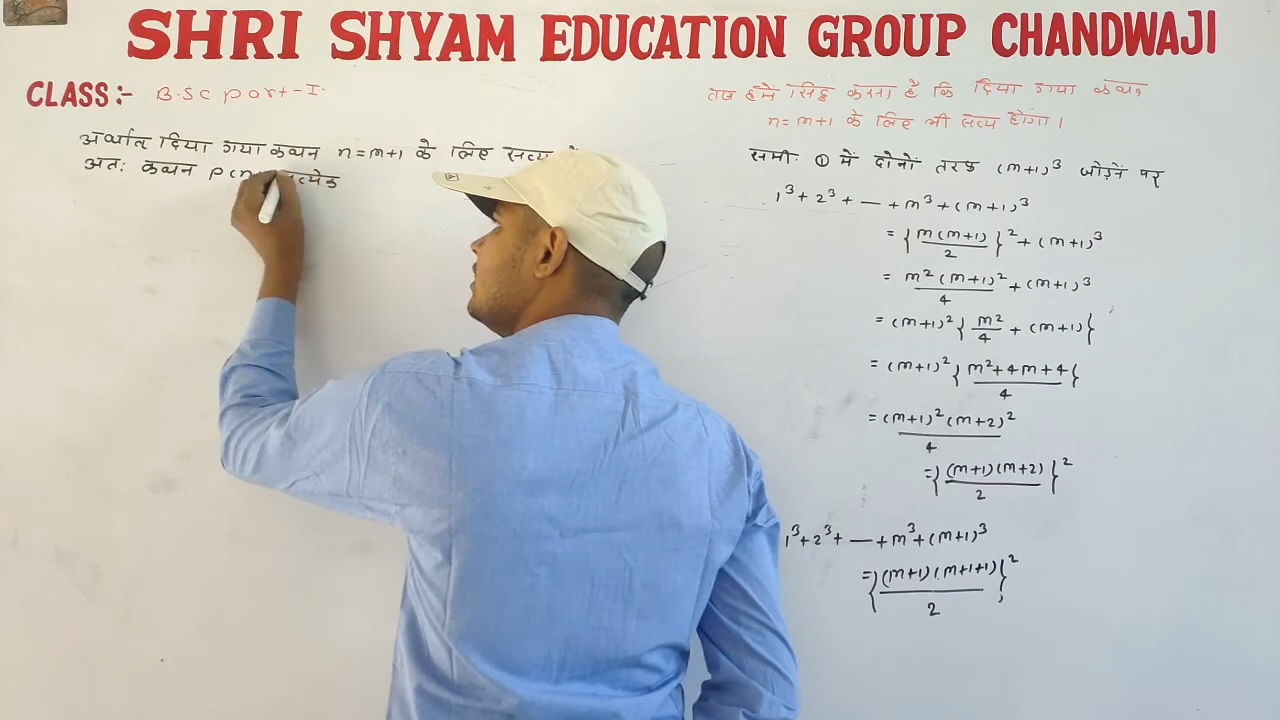 SHRI SHYAM EDUCATION GROUP CHANDWAJI
CLASS:- B.Sc part-I.
अर्थात दिया गया कथन n=m+1 के लिए सत्य
अतः कथन P(n) प्रत्येक
तब हमें सिद्ध करना है कि दिया गया कथन
n=m+1 के लिए भी सत्य होगा।
समी. ① में दोनों तरफ (m+1)³ जोड़ने पर
1³+2³+ — +m³+(m+1)³
= {m(m+1)/2}² + (m+1)³
= m²(m+1)²/4 + (m+1)³
= (m+1)² {m²/4 + (m+1)}
= (m+1)² {m²+4m+4/4}
= (m+1)²(m+2)²/4
= {(m+1)(m+2)/2}²
1³+2³+ — +m³+(m+1)³
= {(m+1)(m+1+1)/2}²